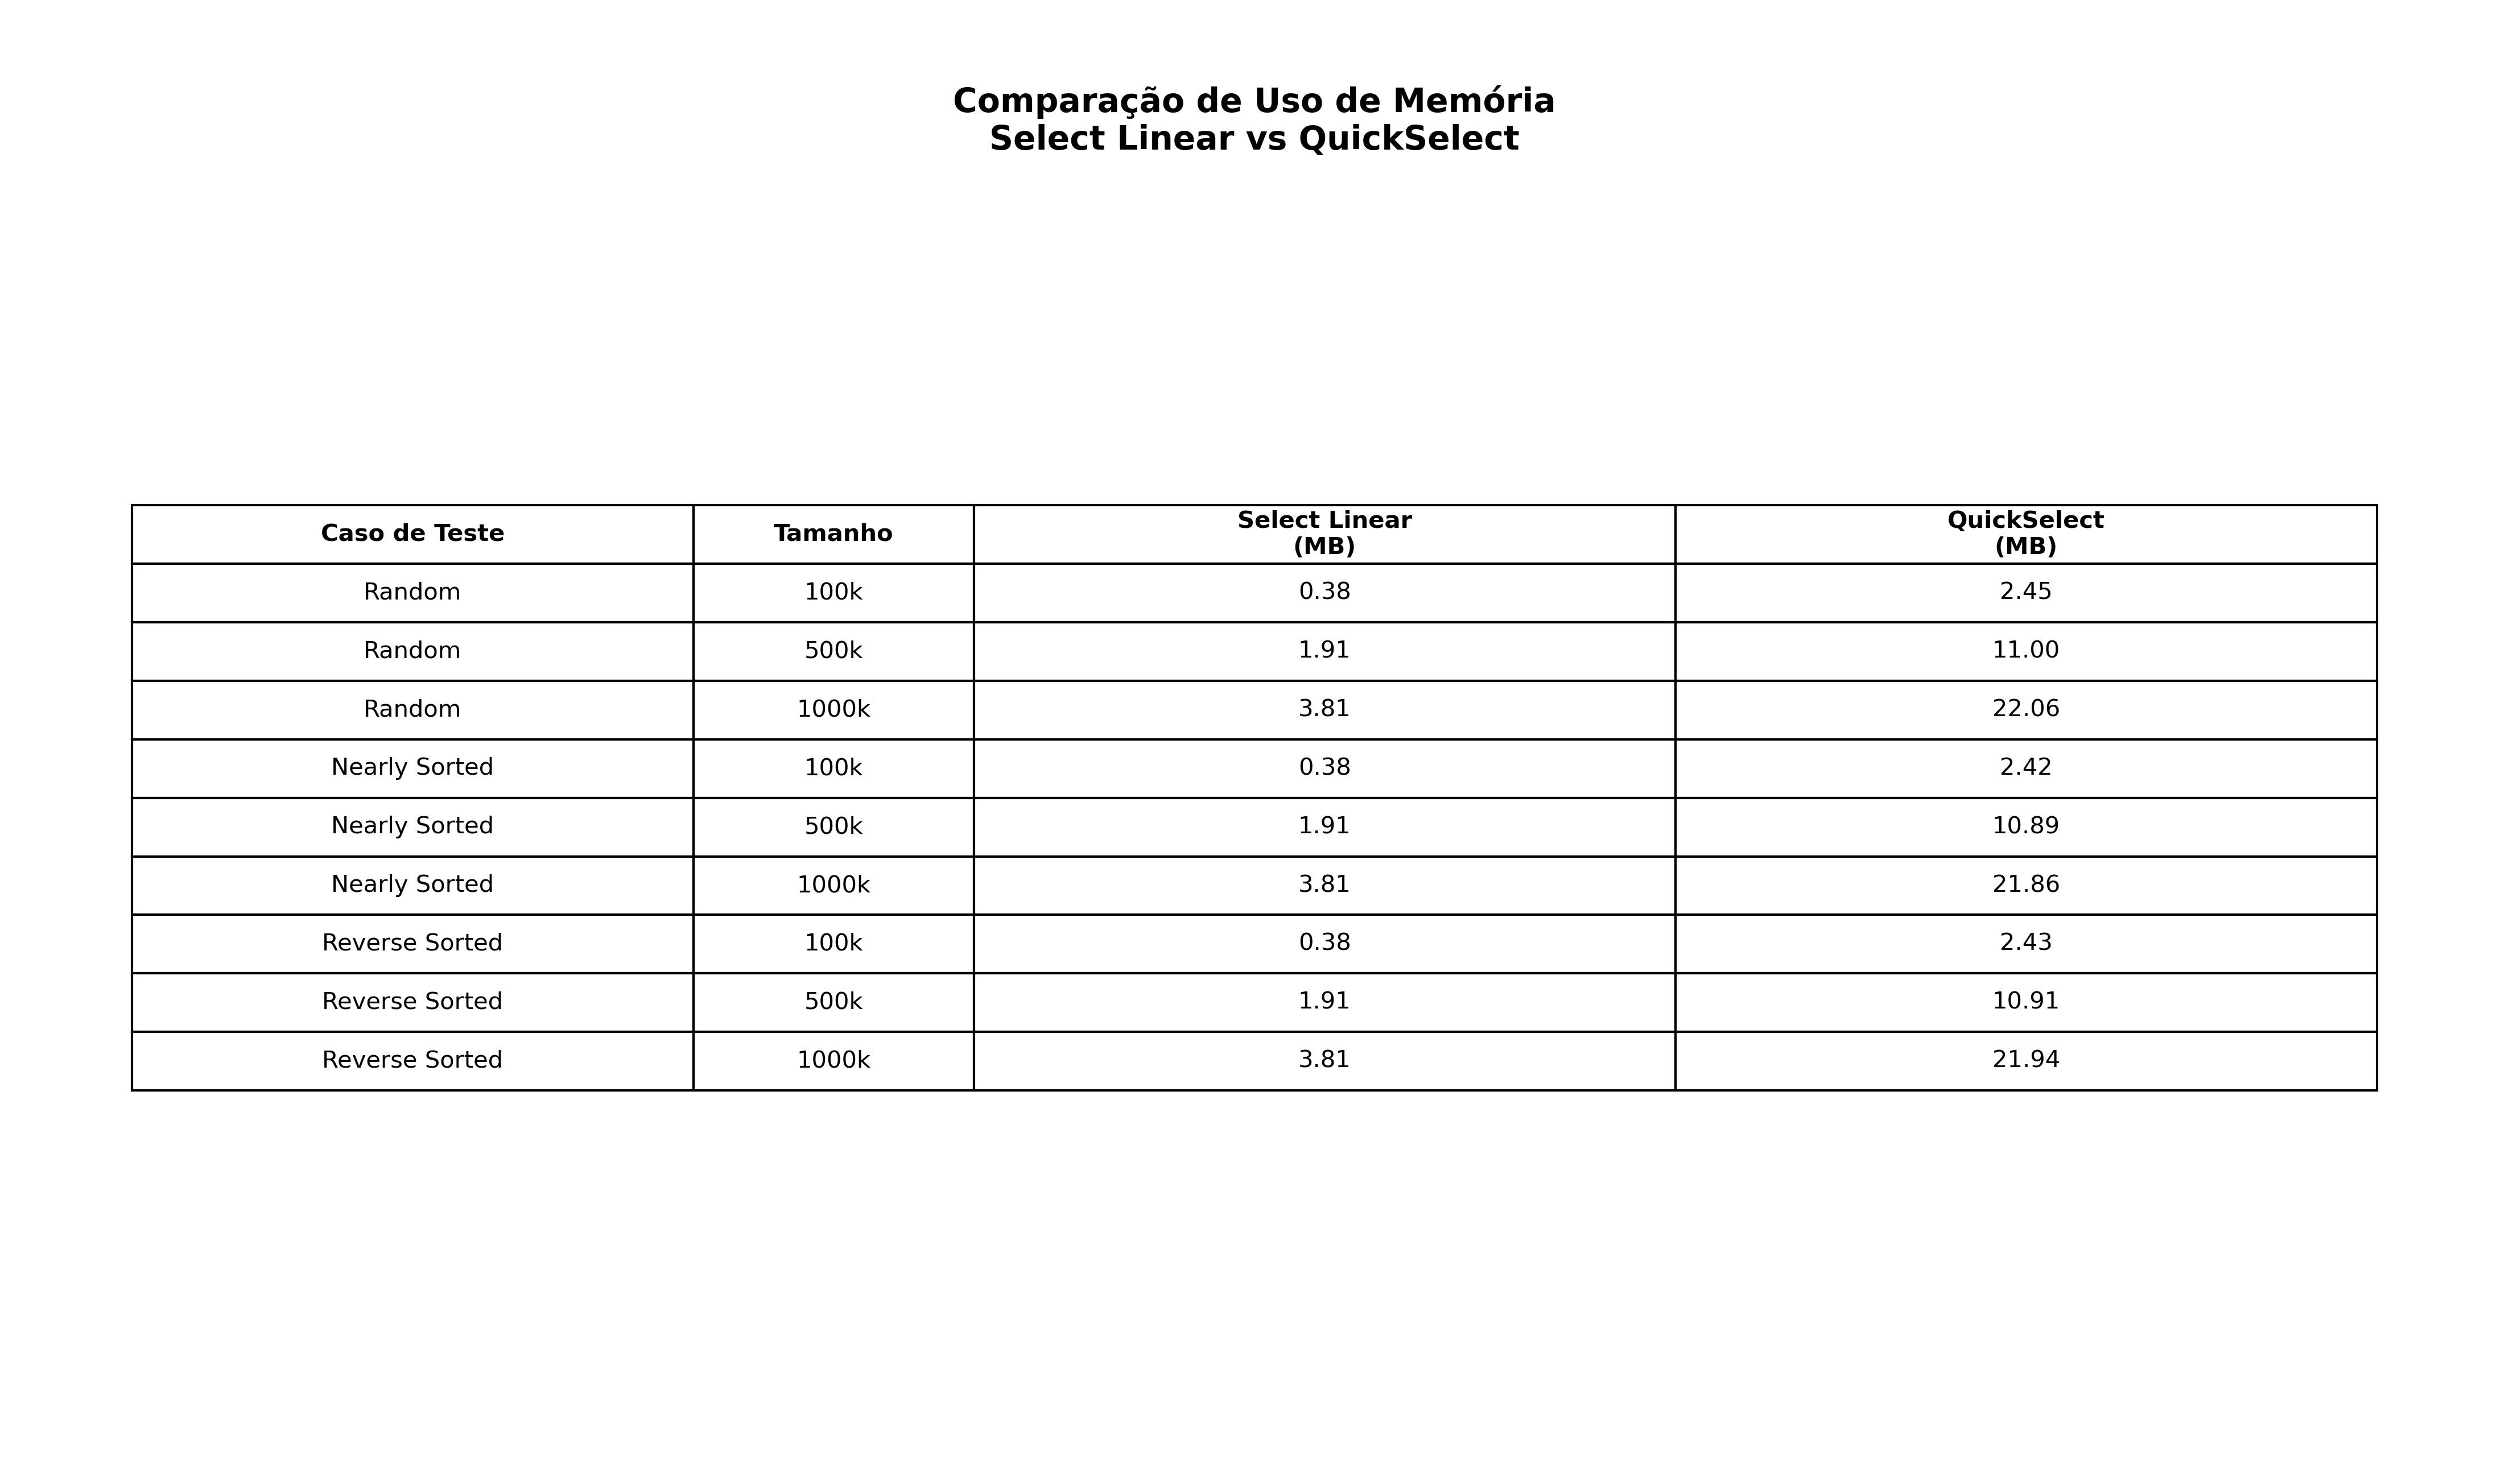 Comparação de Uso de Memória
Select Linear vs QuickSelect
Caso de Teste Tamanho Select Linear (MB) QuickSelect (MB)
Random 100k 0.38 2.45
Random 500k 1.91 11.00
Random 1000k 3.81 22.06
Nearly Sorted 100k 0.38 2.42
Nearly Sorted 500k 1.91 10.89
Nearly Sorted 1000k 3.81 21.86
Reverse Sorted 100k 0.38 2.43
Reverse Sorted 500k 1.91 10.91
Reverse Sorted 1000k 3.81 21.94